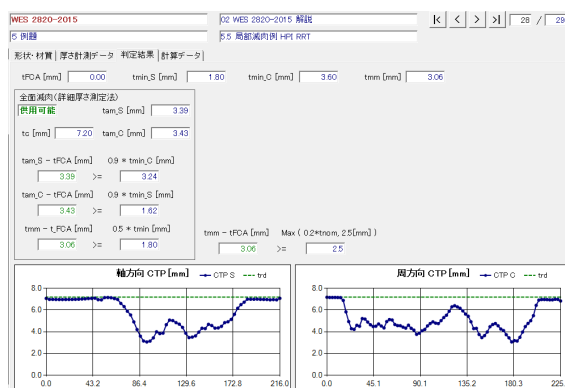 WES 2820-2015
02 WES 2820-2015 解説
28 / 29
5 例題
5.5 局部減肉例 HPI RRT
形状・材質 厚さ計測データ 判定結果 計算データ
tFCA [mm] 0.00 tmin_S [mm] 1.80 tmin_C [mm] 3.60 tmm [mm] 3.06
全面減肉(詳細厚さ測定法)
供用可能 tam_S [mm] 3.39
tc [mm] 7.20 tam_C [mm] 3.43
tam_S - tFCA [mm] 0.9 * tmin_C [mm]
3.39 >= 3.24
tam_C - tFCA [mm] 0.9 * tmin_S [mm]
3.43 >= 1.62
tmm - t_FCA [mm] 0.5 * tmin [mm]
3.06 >= 1.80
tmm - tFCA [mm] Max ( 0.2*tnom, 2.5[mm] )
3.06 >= 2.5
軸方向 CTP [mm] CTP S trd
8.0
6.0
4.0
2.0
0.0
0.0 43.2 86.4 129.6 172.8 216.0
周方向 CTP [mm] CTP C trd
8.0
6.0
4.0
2.0
0.0
0.0 45.1 90.1 135.2 180.3 225